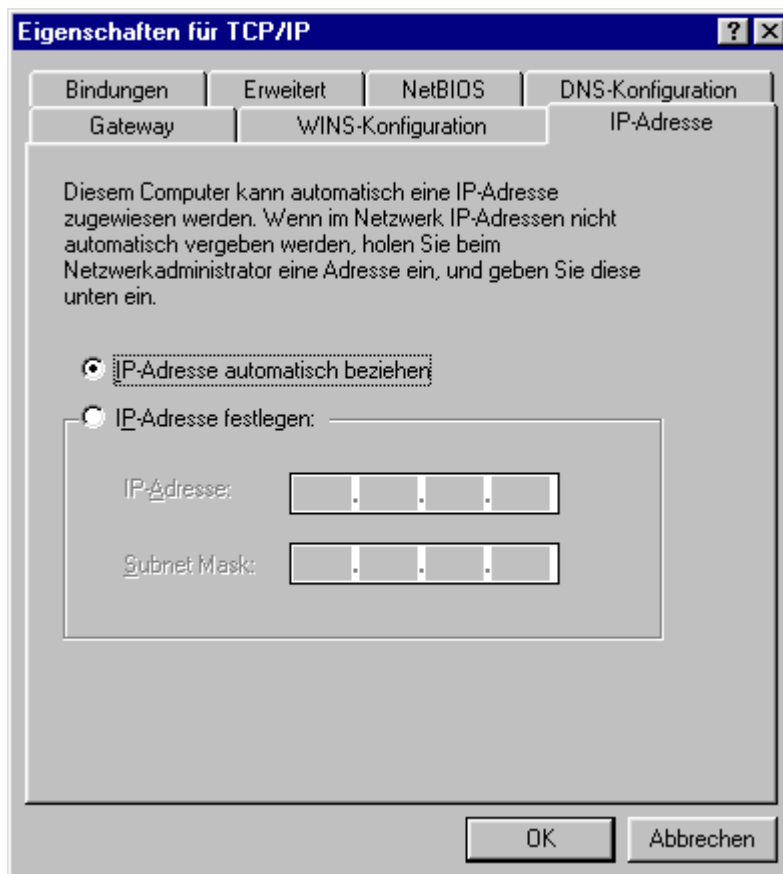 Eigenschaften für TCP/IP
Bindungen Erweitert NetBIOS DNS-Konfiguration
Gateway WINS-Konfiguration IP-Adresse
Diesem Computer kann automatisch eine IP-Adresse
zugewiesen werden. Wenn im Netzwerk IP-Adressen nicht
automatisch vergeben werden, holen Sie beim
Netzwerkadministrator eine Adresse ein, und geben Sie diese
unten ein.
IP-Adresse automatisch beziehen
IP-Adresse festlegen:
IP-Adresse: . . .
Subnet Mask: . . .
OK Abbrechen